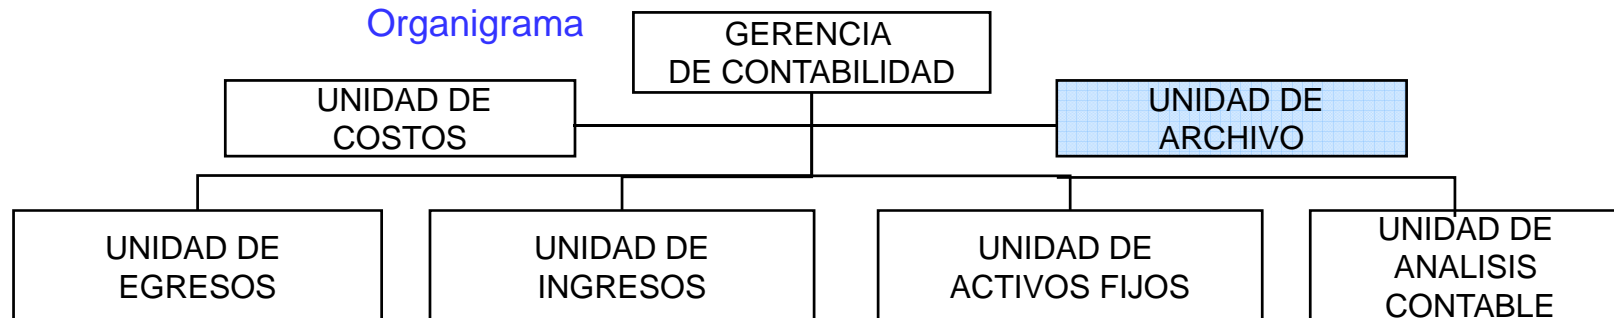 Organigrama
GERENCIA
DE CONTABILIDAD
UNIDAD DE
COSTOS
UNIDAD DE
ARCHIVO
UNIDAD DE
EGRESOS
UNIDAD DE
INGRESOS
UNIDAD DE
ACTIVOS FIJOS
UNIDAD DE
ANALISIS
CONTABLE